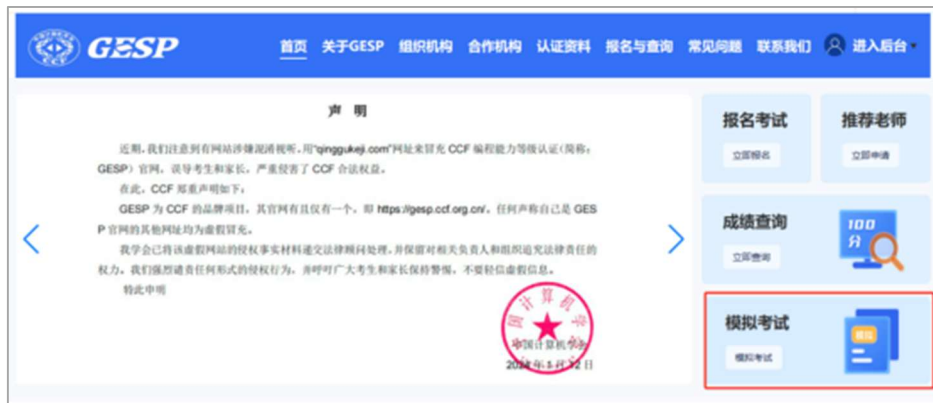 GESP
首页 关于GESP 组织机构 合作机构 认证资料 报名与查询 常见问题 联系我们 进入后台
声 明
近期,我们注意到有网站涉嫌混淆视听,用"qinggukeji.com"网址来冒充 CCF 编程能力等级认证(简称:
GESP)官网,误导考生和家长,严重侵害了 CCF 合法权益。
在此,CCF 郑重声明如下:
GESP 为 CCF 的品牌项目,其官网有且仅有一个,即 https://gesp.ccf.org.cn/。任何声称自己是 GES
P 官网的其他网址均为虚假冒充。
我学会已将该虚假网站的侵权事实材料递交法律顾问处理,并保留对相关负责人和组织追究法律责任的
权力。我们强烈谴责任何形式的侵权行为,并呼吁广大考生和家长保持警惕,不要轻信虚假信息。
特此申明
中国计算机学会
报名考试
立即报名
推荐老师
立即申请
成绩查询
立即查询
100
分
模拟考试
模拟考试